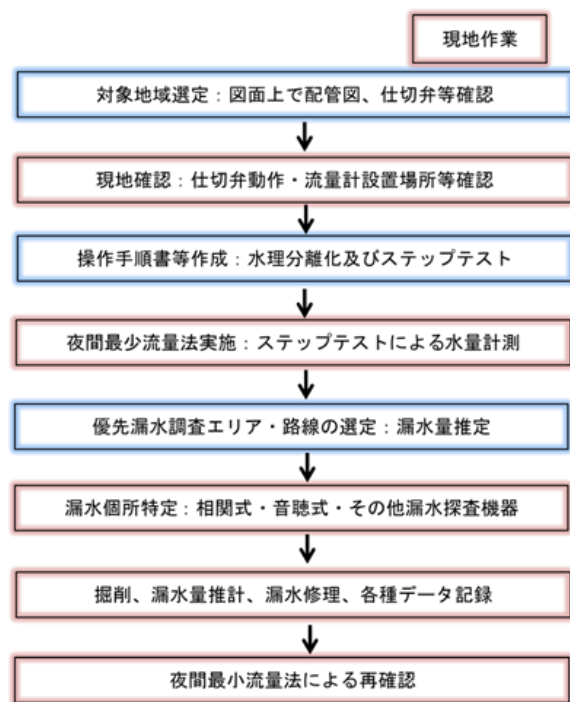 現地作業
対象地域選定：図面上で配管図、仕切弁等確認
現地確認：仕切弁動作・流量計設置場所等確認
操作手順書等作成：水理分離化及びステップテスト
夜間最少流量法実施：ステップテストによる水量計測
優先漏水調査エリア・路線の選定：漏水量推定
漏水個所特定：相関式・音聴式・その他漏水探査機器
掘削、漏水量推計、漏水修理、各種データ記録
夜間最小流量法による再確認